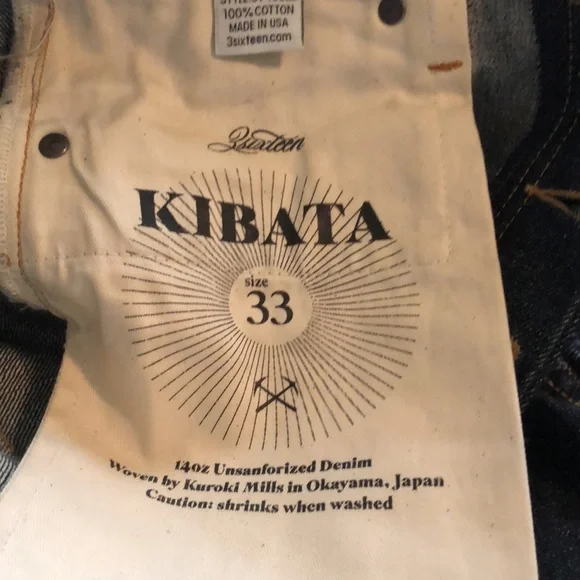 100% COTTON
MADE IN USA
3sixteen.com
3sixteen
KIBATA
size
33
14oz Unsanforized Denim
Woven by Kuroki Mills in Okayama, Japan
Caution: shrinks when washed